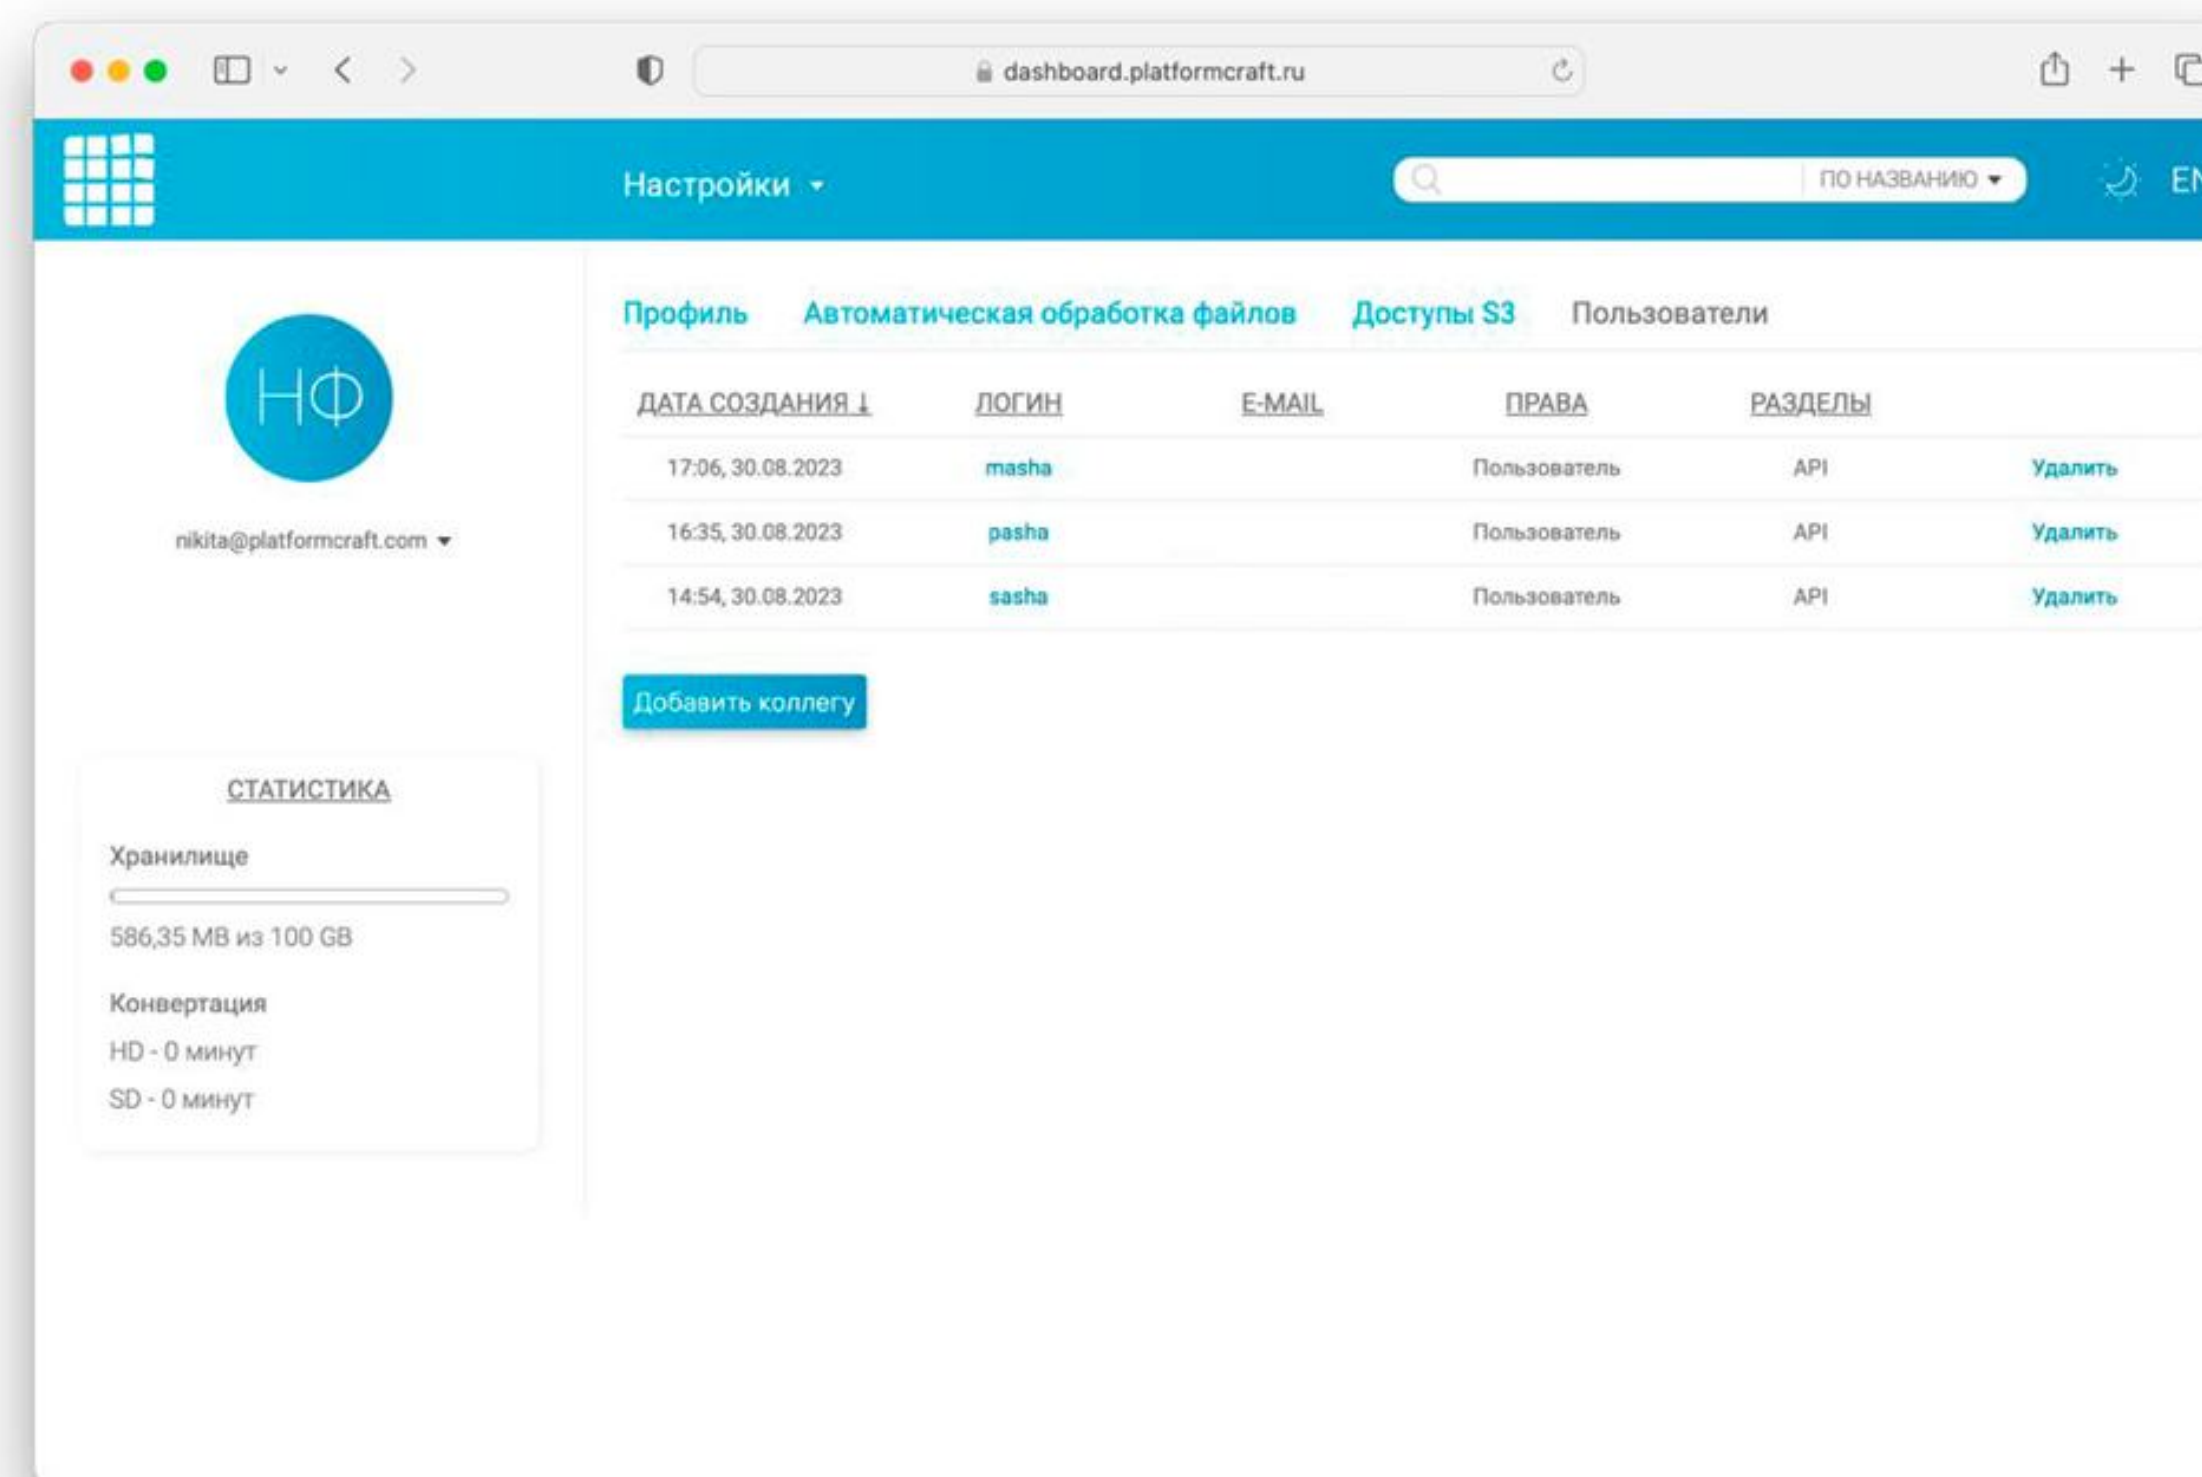 dashboard.platformcraft.ru
Настройки
ПО НАЗВАНИЮ
EN
НФ
nikita@platformcraft.com
Профиль Автоматическая обработка файлов Доступы S3 Пользователи
ДАТА СОЗДАНИЯ ↓ ЛОГИН E-MAIL ПРАВА РАЗДЕЛЫ
17:06, 30.08.2023 masha Пользователь API Удалить
16:35, 30.08.2023 pasha Пользователь API Удалить
14:54, 30.08.2023 sasha Пользователь API Удалить
Добавить коллегу
СТАТИСТИКА
Хранилище
586,35 MB из 100 GB
Конвертация
HD - 0 минут
SD - 0 минут